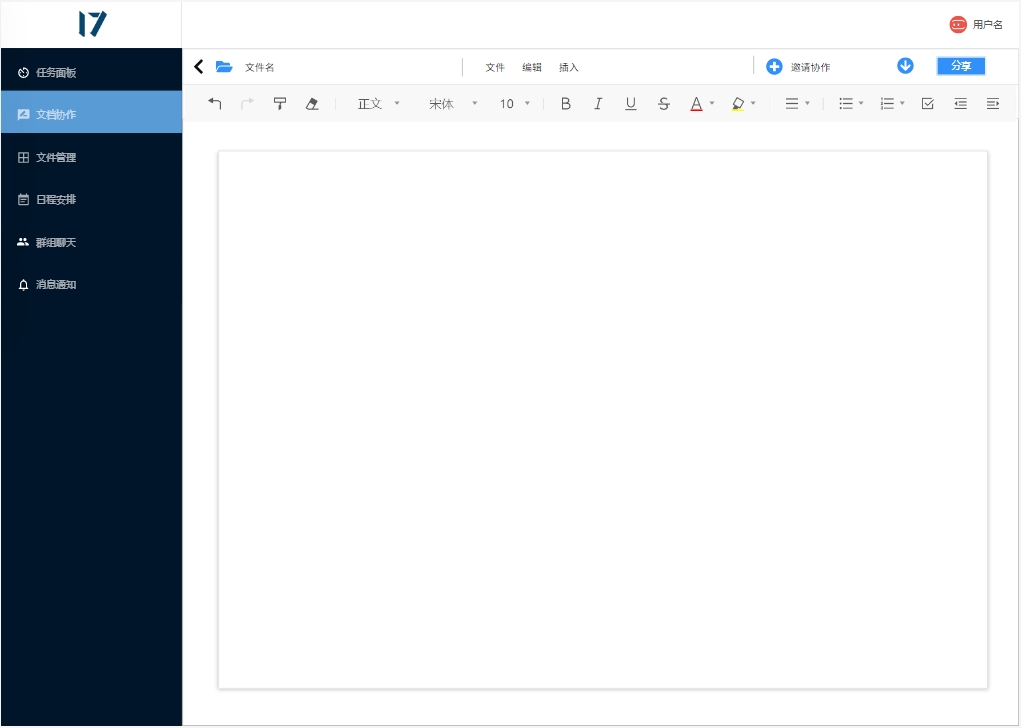 17
用户名
任务面板
文档协作
文件管理
日程安排
群组聊天
消息通知
文件名
文件 编辑 插入
邀请协作
分享
正文 宋体 10 B I U S A